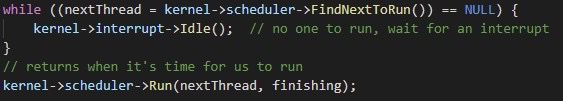 while ((nextThread = kernel->scheduler->FindNextToRun()) == NULL) {
    kernel->interrupt->Idle();  // no one to run, wait for an interrupt
}
// returns when it's time for us to run
kernel->scheduler->Run(nextThread, finishing);